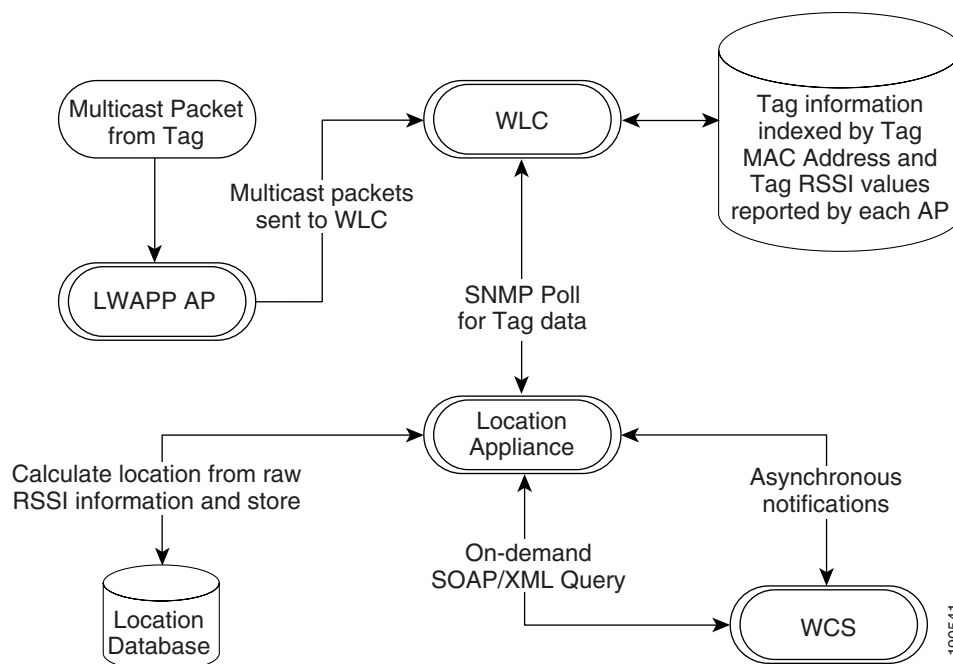 Multicast Packet
from Tag
WLC
Tag information
indexed by Tag
MAC Address and
Tag RSSI values
reported by each AP
Multicast packets
sent to WLC
LWAPP AP
SNMP Poll
for Tag data
Location
Appliance
Calculate location from raw
RSSI information and store
Asynchronous
notifications
On-demand
SOAP/XML Query
Location
Database
WCS